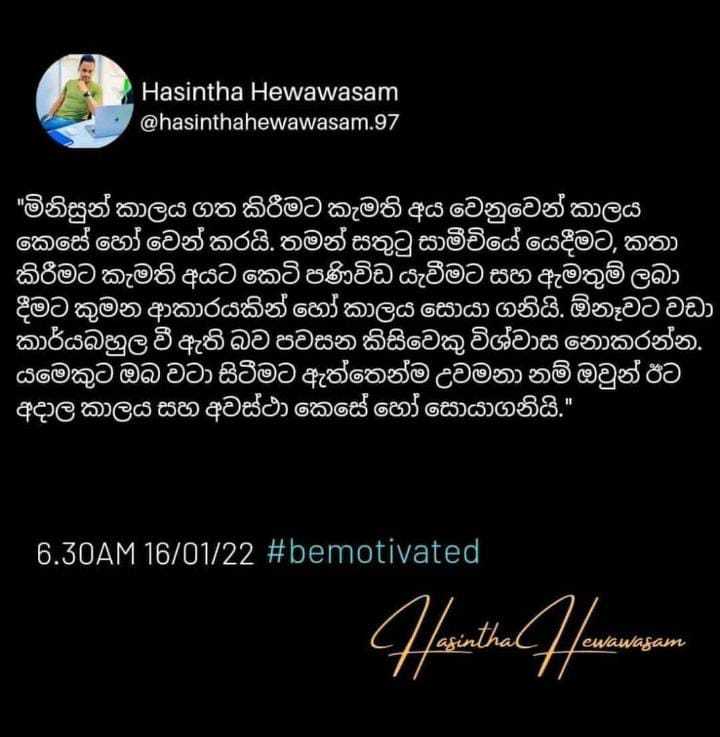 Hasintha Hewawasam
@hasinthahewawasam.97
"මිනිසුන් කාලය ගත කිරීමට කැමති අය වෙනුවෙන් කාලය
කෙසේ හෝ වෙන් කරයි. තමන් සතුටු සාමීචියේ යෙදීමට, කතා
කිරීමට කැමති අයට කෙටි පණිවිඩ යැවීමට සහ ඇමතුම් ලබා
දීමට කුමන ආකාරයකින් හෝ කාලය සොයා ගනියි. ඕනෑවට වඩා
කාර්යබහුල වී ඇති බව පවසන කිසිවෙකු විශ්වාස නොකරන්න.
යමෙකුට ඔබ වටා සිටීමට ඇත්තෙන්ම උවමනා නම් ඔවුන් ඊට
අදාල කාලය සහ අවස්ථා කෙසේ හෝ සොයාගනියි."
6.30AM 16/01/22 #bemotivated
Hasintha Hewawasam